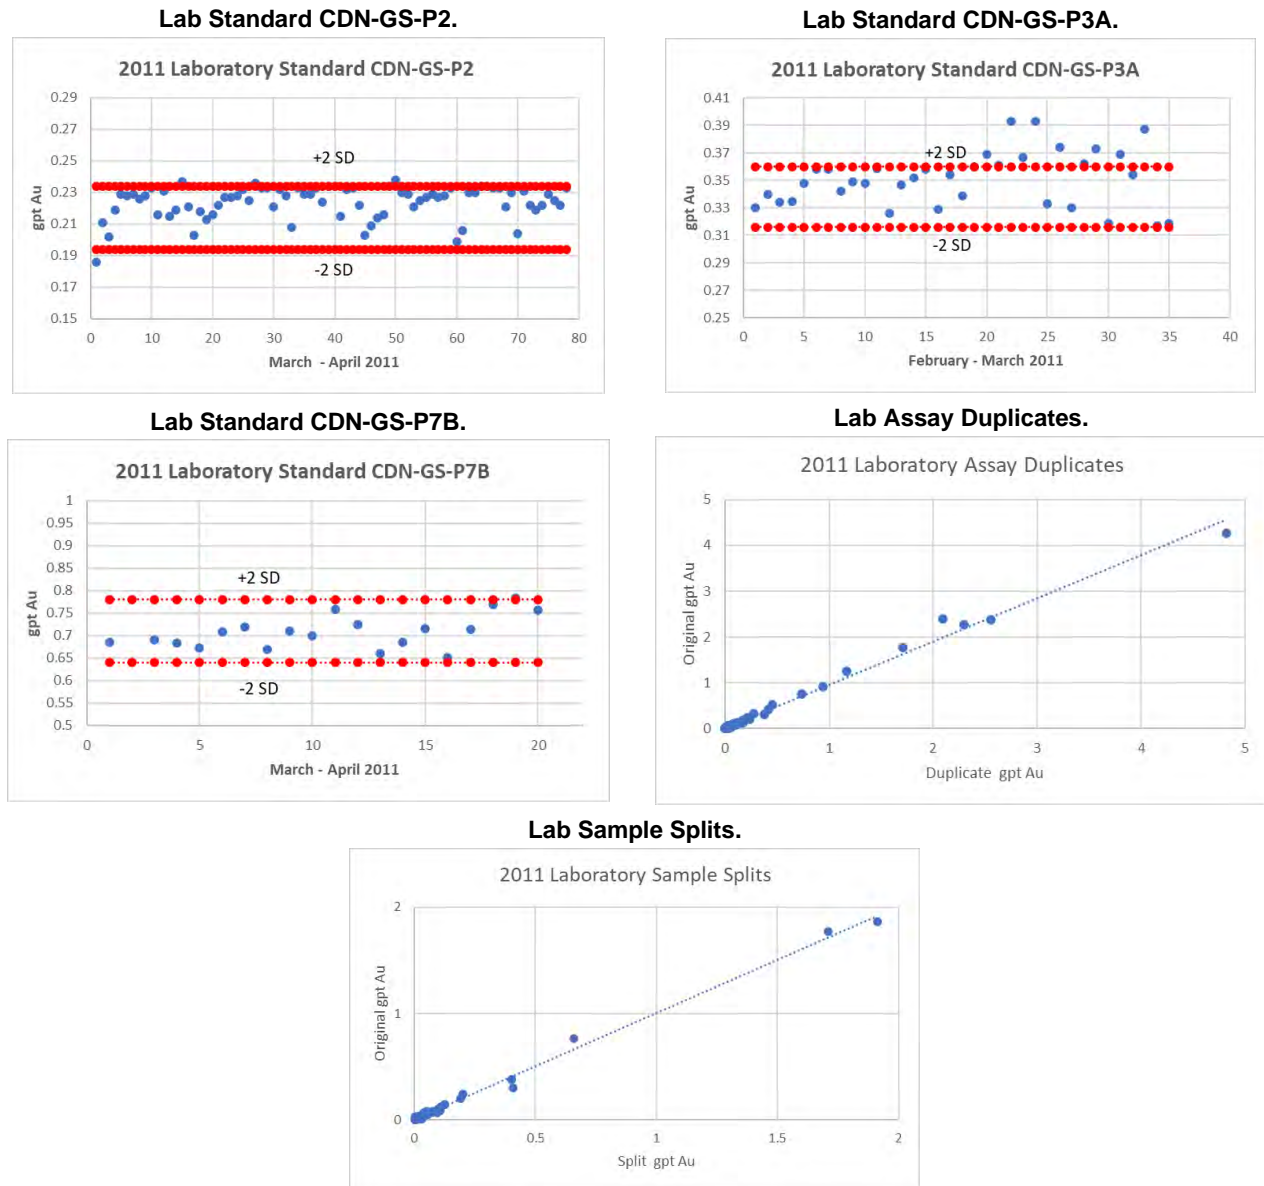 Lab Standard CDN-GS-P2.
2011 Laboratory Standard CDN-GS-P2
0.29
0.27
0.25
0.23
0.21
0.19
0.17
0.15
gpt Au
+2 SD
-2 SD
0 10 20 30 40 50 60 70 80
March - April 2011
Lab Standard CDN-GS-P3A.
2011 Laboratory Standard CDN-GS-P3A
0.41
0.39
0.37
0.35
0.33
0.31
0.29
0.27
0.25
gpt Au
+2 SD
-2 SD
0 5 10 15 20 25 30 35 40
February - March 2011
Lab Standard CDN-GS-P7B.
2011 Laboratory Standard CDN-GS-P7B
1
0.95
0.9
0.85
0.8
0.75
0.7
0.65
0.6
0.55
0.5
gpt Au
+2 SD
-2 SD
0 5 10 15 20
March - April 2011
Lab Assay Duplicates.
2011 Laboratory Assay Duplicates
5
4
3
2
1
0
Original gpt Au
0 1 2 3 4 5
Duplicate gpt Au
Lab Sample Splits.
2011 Laboratory Sample Splits
2
1
0
Original gpt Au
0 0.5 1 1.5 2
Split gpt Au